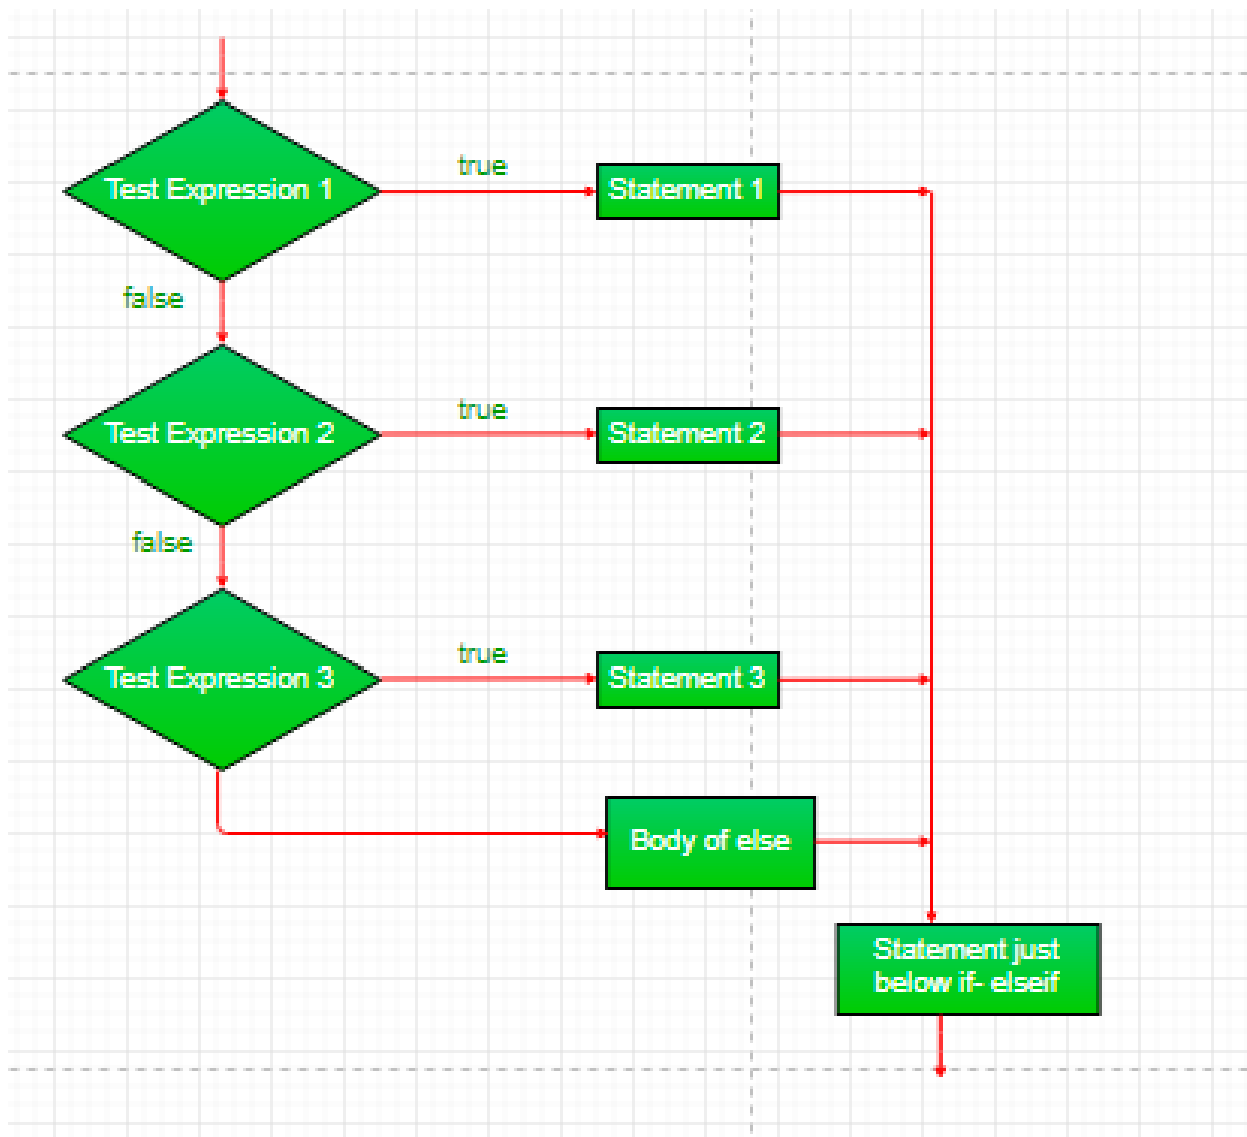 true
Test Expression 1
Statement 1
false
true
Test Expression 2
Statement 2
false
true
Test Expression 3
Statement 3
Body of else
Statement just
below if- elseif